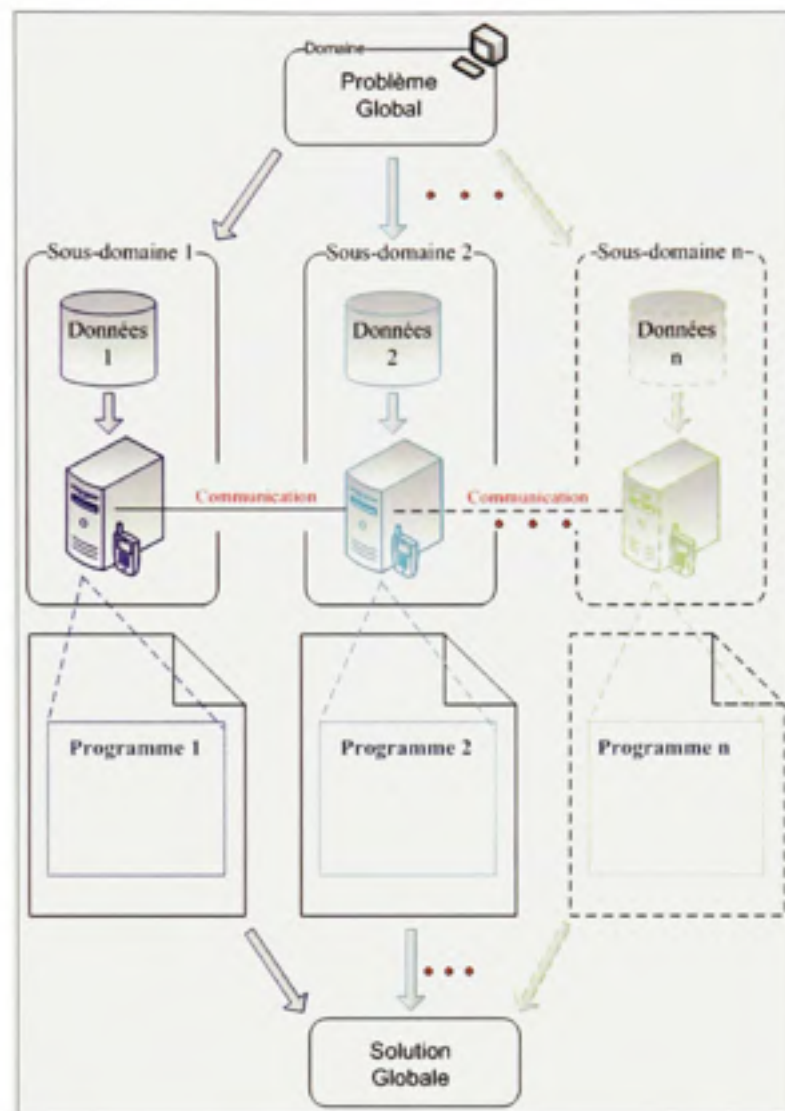 Domaine
Problème
Global
Sous-domaine 1
Sous-domaine 2
Sous-domaine n
Données
1
Données
2
Données
n
Communication
Communication
Programme 1
Programme 2
Programme n
Solution
Globale